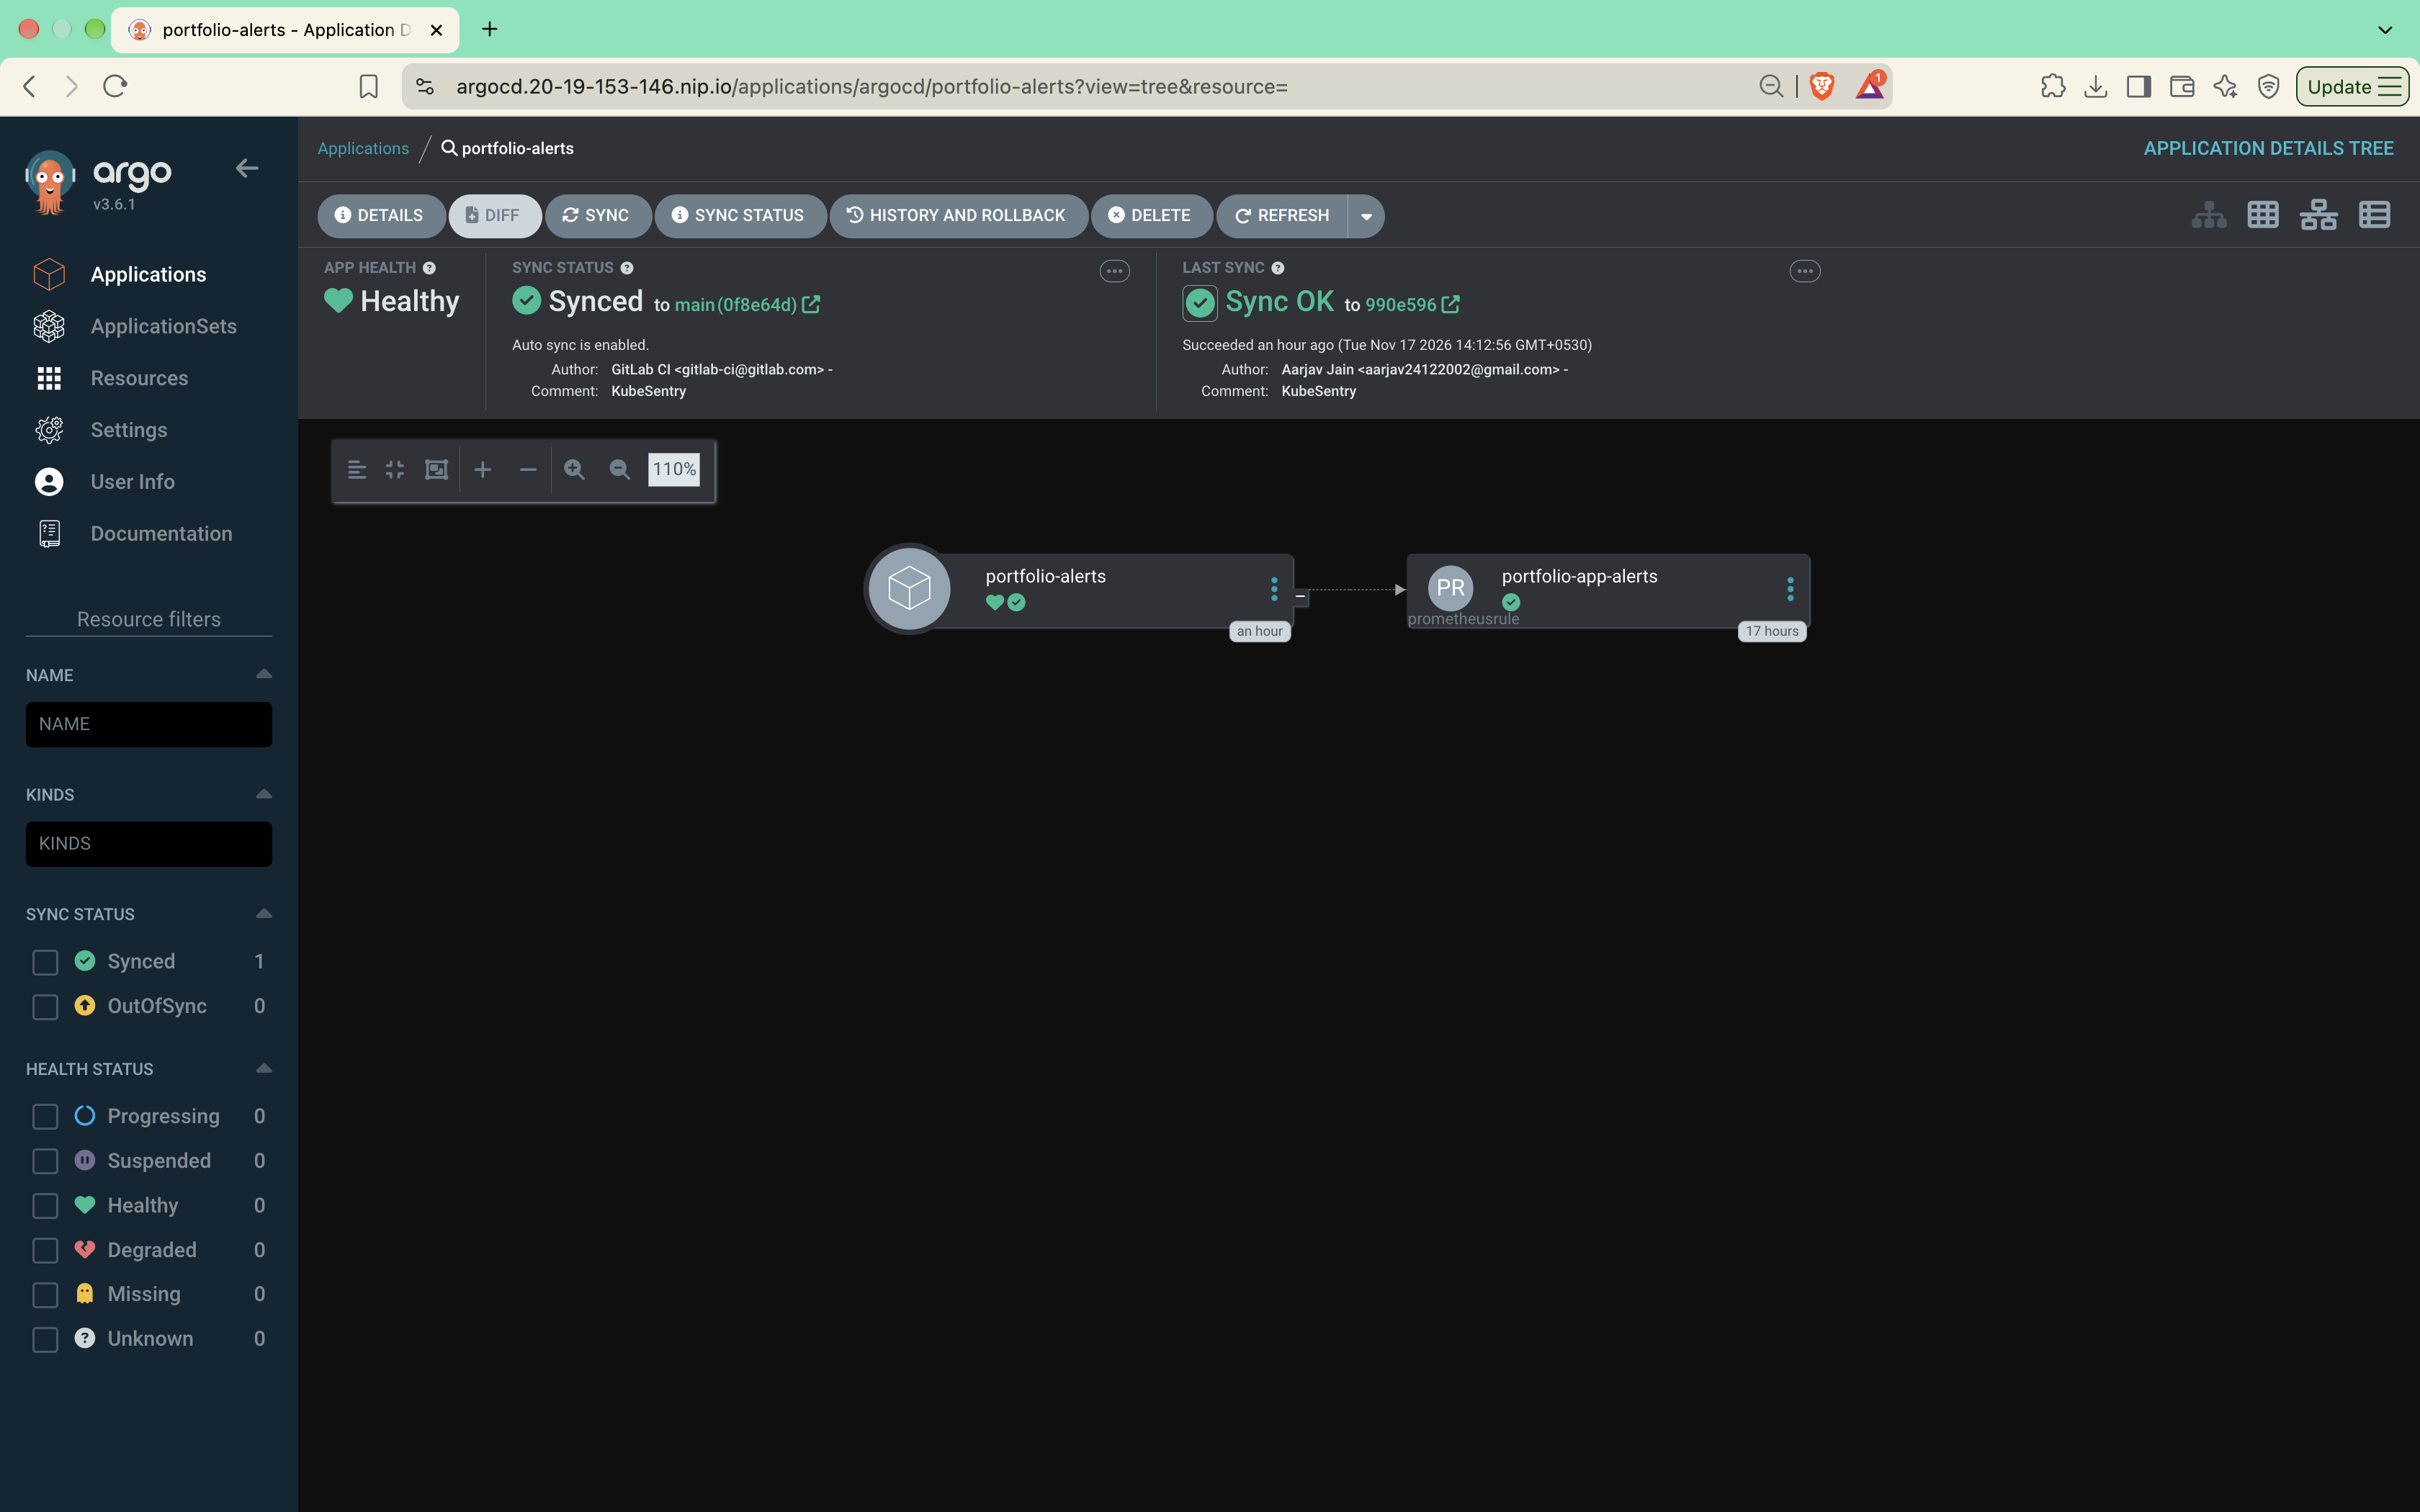 portfolio-alerts - Application D
argocd.20-19-153-146.nip.io/applications/argocd/portfolio-alerts?view=tree&resource=
1
Update
argo
v3.6.1
Applications
ApplicationSets
Resources
Settings
User Info
Documentation
Resource filters
NAME
NAME
KINDS
KINDS
SYNC STATUS
Synced 1
OutOfSync 0
HEALTH STATUS
Progressing 0
Suspended 0
Healthy 0
Degraded 0
Missing 0
Unknown 0
Applications / portfolio-alerts
APPLICATION DETAILS TREE
DETAILS DIFF SYNC SYNC STATUS HISTORY AND ROLLBACK DELETE REFRESH
APP HEALTH
Healthy
SYNC STATUS
Synced to main (0f8e64d)
Auto sync is enabled.
Author: GitLab CI <gitlab-ci@gitlab.com> -
Comment: KubeSentry
LAST SYNC
Sync OK to 990e596
Succeeded an hour ago (Tue Nov 17 2026 14:12:56 GMT+0530)
Author: Aarjav Jain <aarjav24122002@gmail.com> -
Comment: KubeSentry
110%
portfolio-alerts
an hour
PR
portfolio-app-alerts
prometheusrule
17 hours